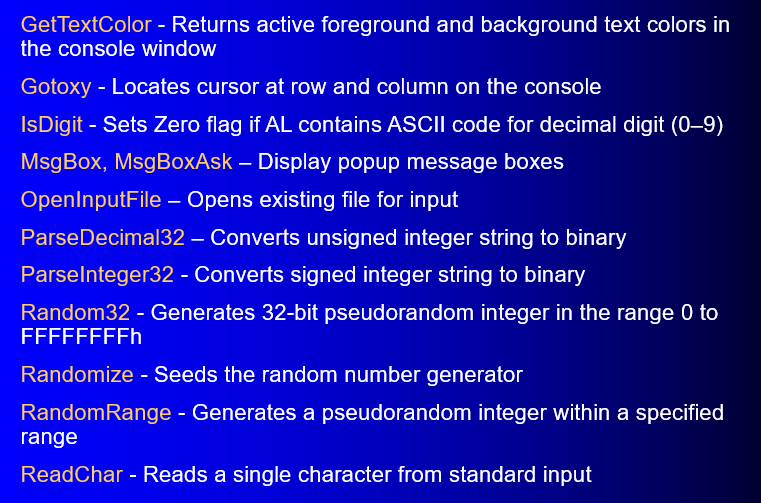 GetTextColor - Returns active foreground and background text colors in
the console window
Gotoxy - Locates cursor at row and column on the console
IsDigit - Sets Zero flag if AL contains ASCII code for decimal digit (0–9)
MsgBox, MsgBoxAsk – Display popup message boxes
OpenInputFile – Opens existing file for input
ParseDecimal32 – Converts unsigned integer string to binary
ParseInteger32 - Converts signed integer string to binary
Random32 - Generates 32-bit pseudorandom integer in the range 0 to
FFFFFFFFh
Randomize - Seeds the random number generator
RandomRange - Generates a pseudorandom integer within a specified
range
ReadChar - Reads a single character from standard input